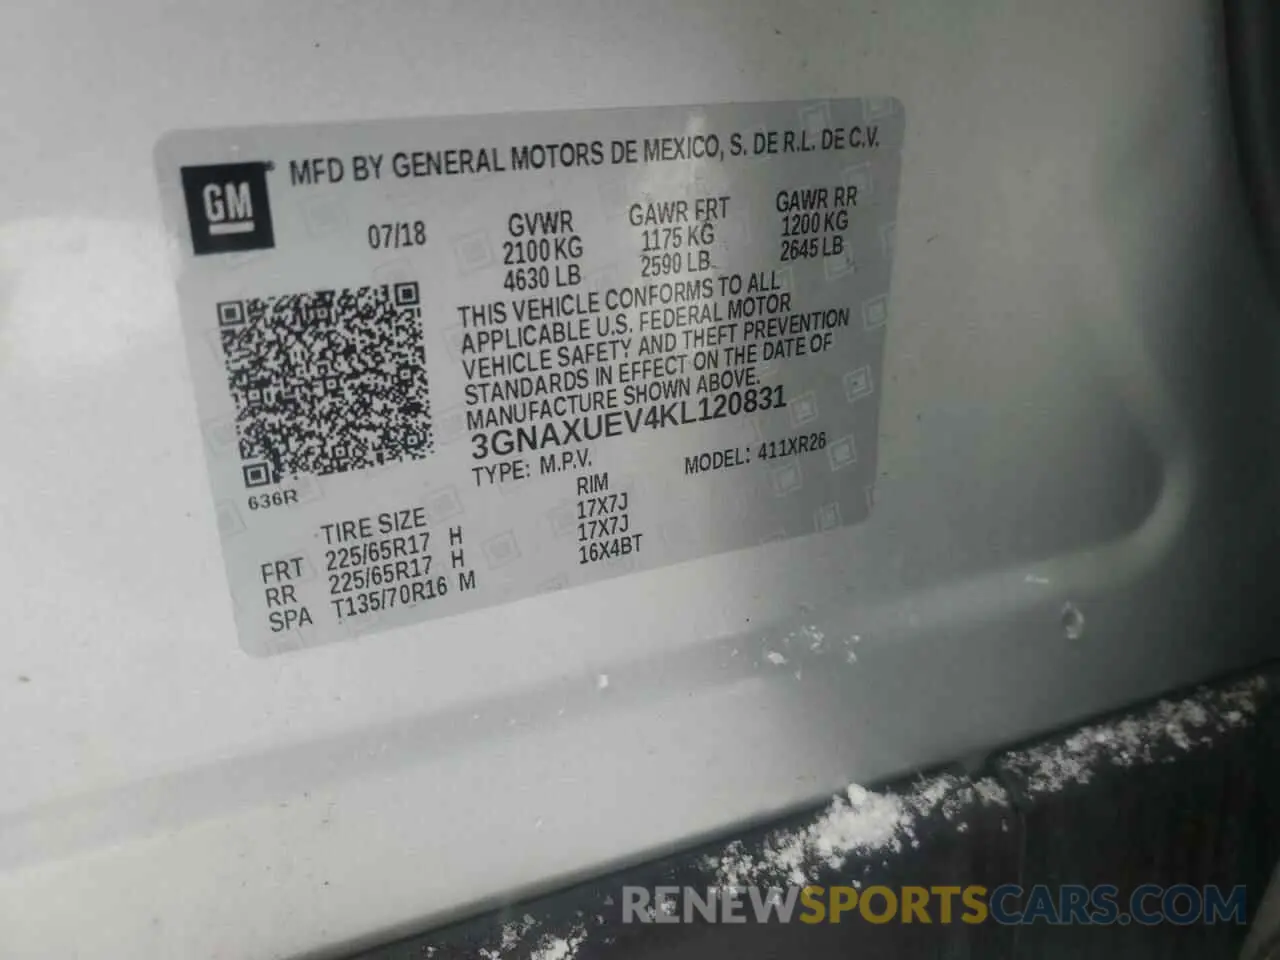 GM MFD BY GENERAL MOTORS DE MEXICO, S. DE R.L. DE C.V.
07/18 GVWR GAWR FRT GAWR RR
2100 KG 1175 KG 1200 KG
4630 LB 2590 LB 2645 LB
THIS VEHICLE CONFORMS TO ALL
APPLICABLE U.S. FEDERAL MOTOR
VEHICLE SAFETY AND THEFT PREVENTION
STANDARDS IN EFFECT ON THE DATE OF
MANUFACTURE SHOWN ABOVE.
3GNAXUEV4KL120831
TYPE: M.P.V. MODEL: 411XR26
636R
TIRE SIZE RIM
FRT 225/65R17 H 17X7J
RR 225/65R17 H 17X7J
SPA T135/70R16 M 16X4BT
RENEWSPORTSCARS.COM